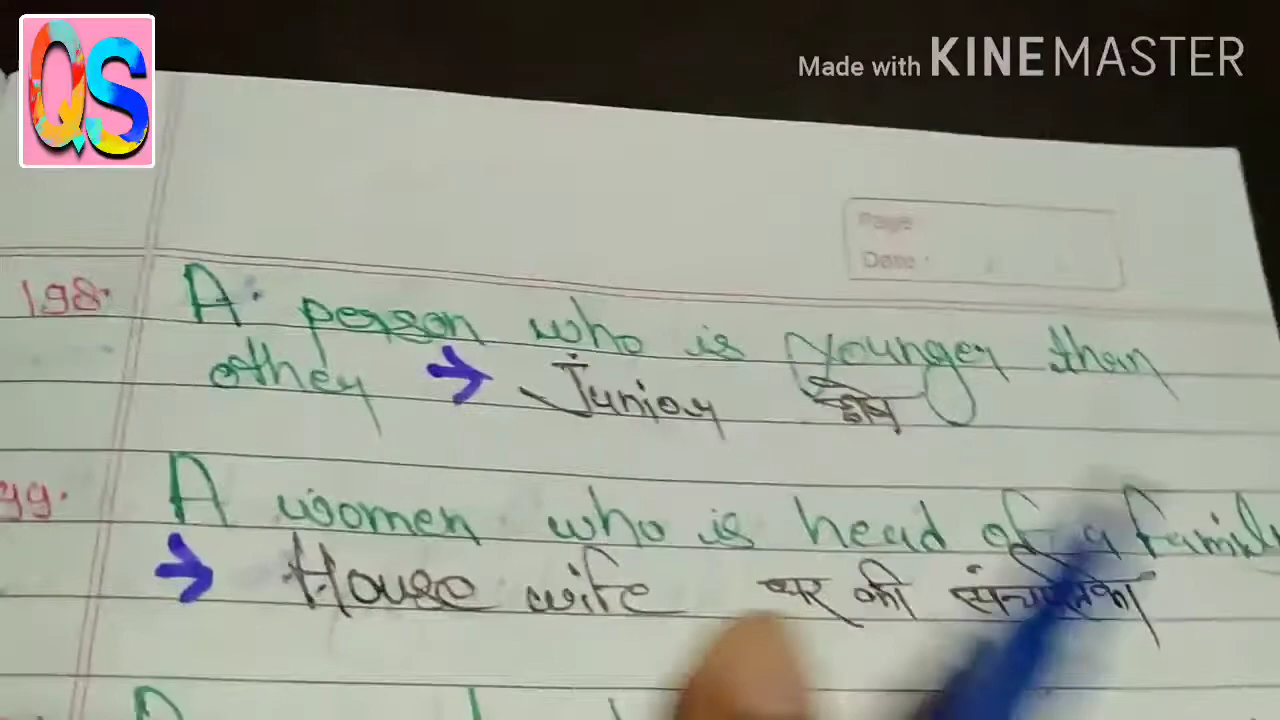 QS
Made with KINEMASTER
Page
Date :
198. A person who is younger than
other → Junior
99. A women who is head of a family
→ House wife घर की संचालिका
A